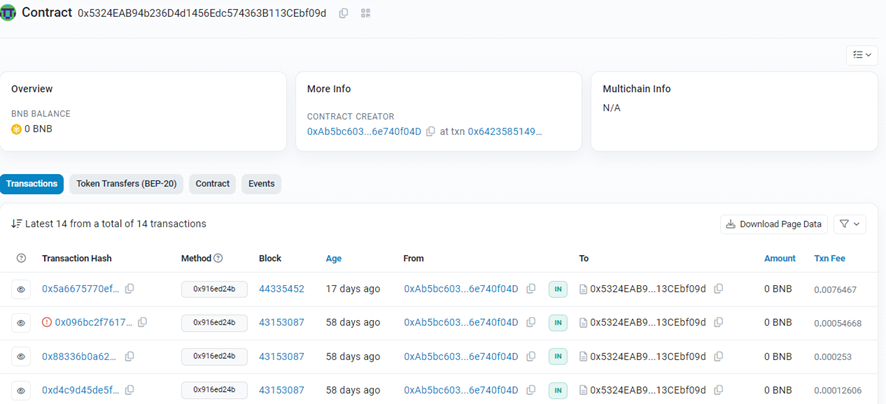 Contract 0x5324EAB94b236D4d1456Edc574363B113CEbf09d
Overview
BNB BALANCE
0 BNB
More Info
CONTRACT CREATOR
0xAb5bc603...6e740f04D at txn 0x6423585149...
Multichain Info
N/A
Transactions Token Transfers (BEP-20) Contract Events
Latest 14 from a total of 14 transactions Download Page Data
Transaction Hash Method Block Age From To Amount Txn Fee
0x5a6675770ef... 0x916ed24b 44335452 17 days ago 0xAb5bc603...6e740f04D IN 0x5324EAB9...13CEbf09d 0 BNB 0.0076467
0x096bc2f7617... 0x916ed24b 43153087 58 days ago 0xAb5bc603...6e740f04D IN 0x5324EAB9...13CEbf09d 0 BNB 0.00054668
0x88336b0a62... 0x916ed24b 43153087 58 days ago 0xAb5bc603...6e740f04D IN 0x5324EAB9...13CEbf09d 0 BNB 0.000253
0xd4c9d45de5f... 0x916ed24b 43153087 58 days ago 0xAb5bc603...6e740f04D IN 0x5324EAB9...13CEbf09d 0 BNB 0.00012606